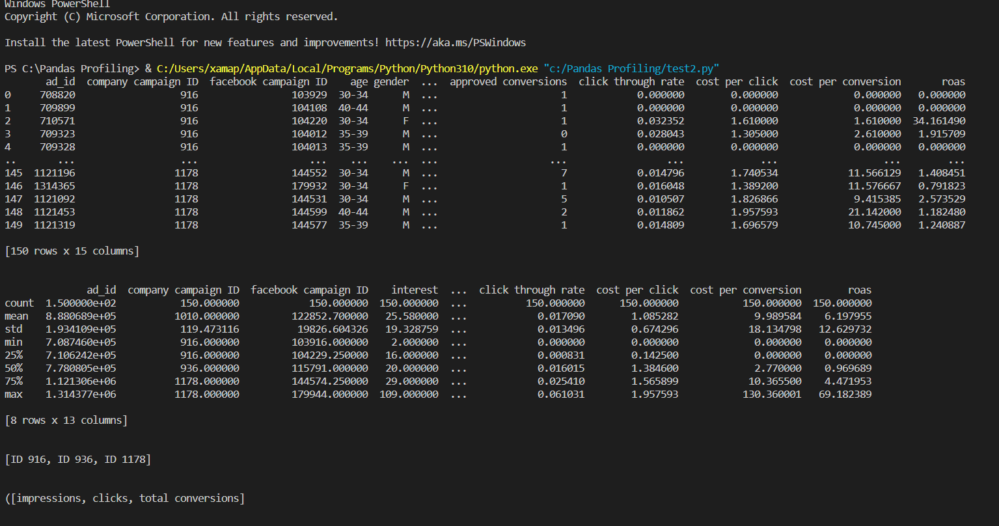 Windows PowerShell
Copyright (C) Microsoft Corporation. All rights reserved.
Install the latest PowerShell for new features and improvements! https://aka.ms/PSWindows
PS C:\Pandas Profiling> & C:/Users/xamap/AppData/Local/Programs/Python/Python310/python.exe "c:/Pandas Profiling/test2.py"
ad_id company campaign ID facebook campaign ID age gender ... approved conversions click through rate cost per click cost per conversion roas
0 708820 916 103929 30-34 M ... 1 0.000000 0.000000 0.000000 0.000000
1 709899 916 104108 40-44 M ... 1 0.000000 0.000000 0.000000 0.000000
2 710571 916 104220 30-34 F ... 1 0.032352 1.610000 1.610000 34.161490
3 709323 916 104012 35-39 M ... 0 0.028043 1.305000 2.610000 1.915709
4 709328 916 104013 35-39 M ... 1 0.000000 0.000000 0.000000 0.000000
.. ... ... ... ... ... ... ... ... ... ... ...
145 1121196 1178 144552 30-34 M ... 7 0.014796 1.740534 11.566129 1.408451
146 1314365 1178 179932 30-34 F ... 1 0.016048 1.389200 11.576667 0.791823
147 1121092 1178 144531 30-34 M ... 5 0.010507 1.826866 9.415385 2.573529
148 1121453 1178 144599 40-44 M ... 2 0.011862 1.957593 21.142000 1.182480
149 1121319 1178 144577 35-39 M ... 1 0.014809 1.696579 10.745000 1.240887
[150 rows x 15 columns]
ad_id company campaign ID facebook campaign ID interest ... click through rate cost per click cost per conversion roas
count 1.500000e+02 150.000000 150.000000 150.000000 ... 150.000000 150.000000 150.000000 150.000000
mean 8.880689e+05 1010.000000 122852.700000 25.580000 ... 0.017090 1.085282 9.989584 6.197955
std 1.934109e+05 119.473116 19826.604326 19.328759 ... 0.013496 0.674296 18.134798 12.629732
min 7.087460e+05 916.000000 103916.000000 2.000000 ... 0.000000 0.000000 0.000000 0.000000
25% 7.106242e+05 916.000000 104229.250000 16.000000 ... 0.000831 0.142500 0.000000 0.000000
50% 7.780805e+05 936.000000 115791.000000 20.000000 ... 0.016015 1.384600 2.770000 0.969689
75% 1.121306e+06 1178.000000 144574.250000 29.000000 ... 0.025410 1.565899 10.365500 4.471953
max 1.314377e+06 1178.000000 179944.000000 109.000000 ... 0.061031 1.957593 130.360001 69.182389
[8 rows x 13 columns]
[ID 916, ID 936, ID 1178]
([impressions, clicks, total conversions]